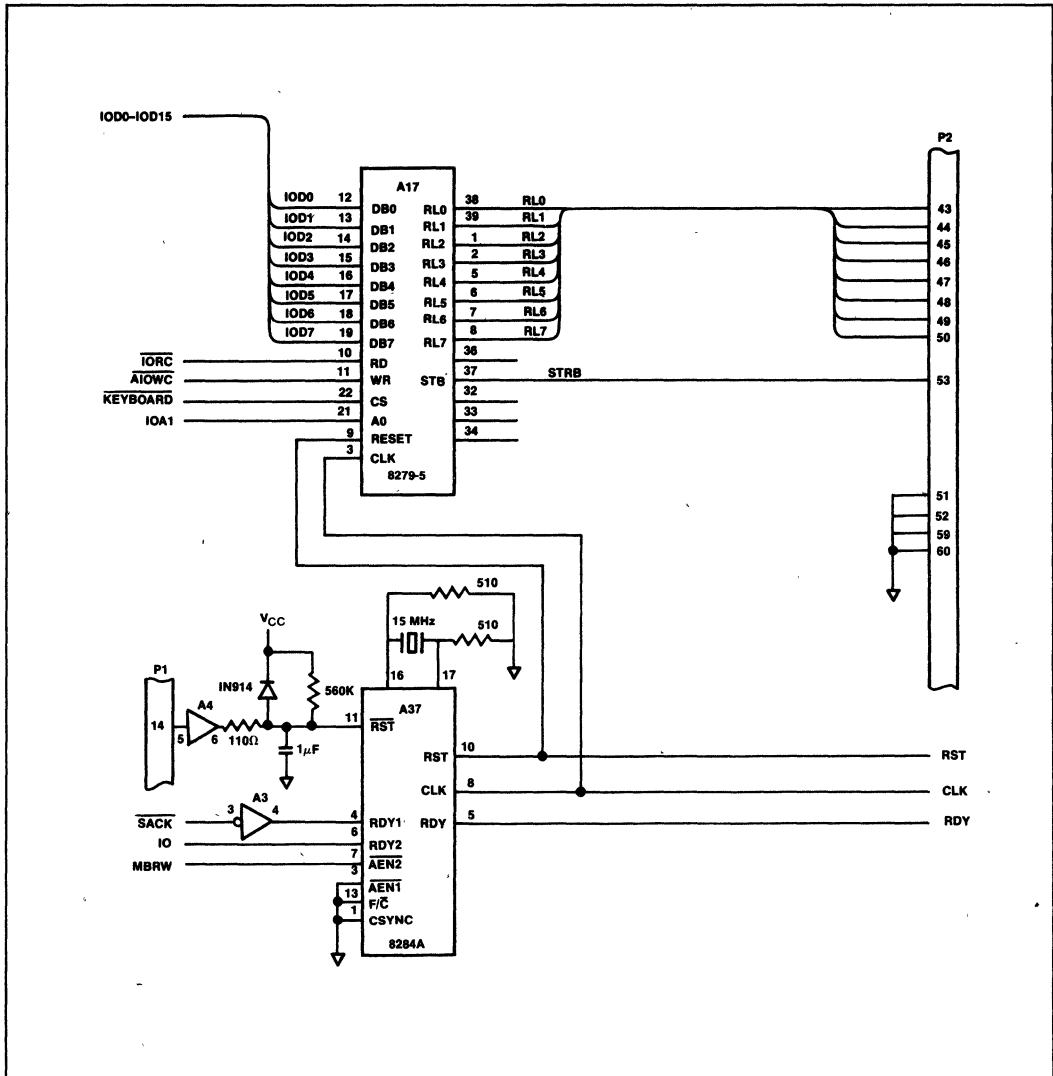 IOD0-IOD15
P2
A17
IOD0 12 DB0 RL0 38 RL0 43
IOD1 13 DB1 RL1 39 RL1 44
IOD2 14 DB2 RL2 1 RL2 45
IOD3 15 DB3 RL3 2 RL3 46
IOD4 16 DB4 RL4 5 RL4 47
IOD5 17 DB5 RL5 6 RL5 48
IOD6 18 DB6 RL6 7 RL6 49
IOD7 19 DB7 RL7 8 RL7 50
IORC 10 RD 36
AIOWC 11 WR STB 37 STRB 53
KEYBOARD 22 CS 32
IOA1 21 A0 33
9 RESET 34
3 CLK
8279-5
51
52
59
60
510
15 MHz 510
VCC
16 17
P1
IN914 560K
A4 A37
14 5 6 110Ω 11 RST
1μF
RST 10 RST
CLK 8 CLK
A3
SACK 3 4 4 RDY1 RDY 5 RDY
IO 6 RDY2
MBRW 7 AEN2
3 AEN1
13 F/C
1 CSYNC
8284A